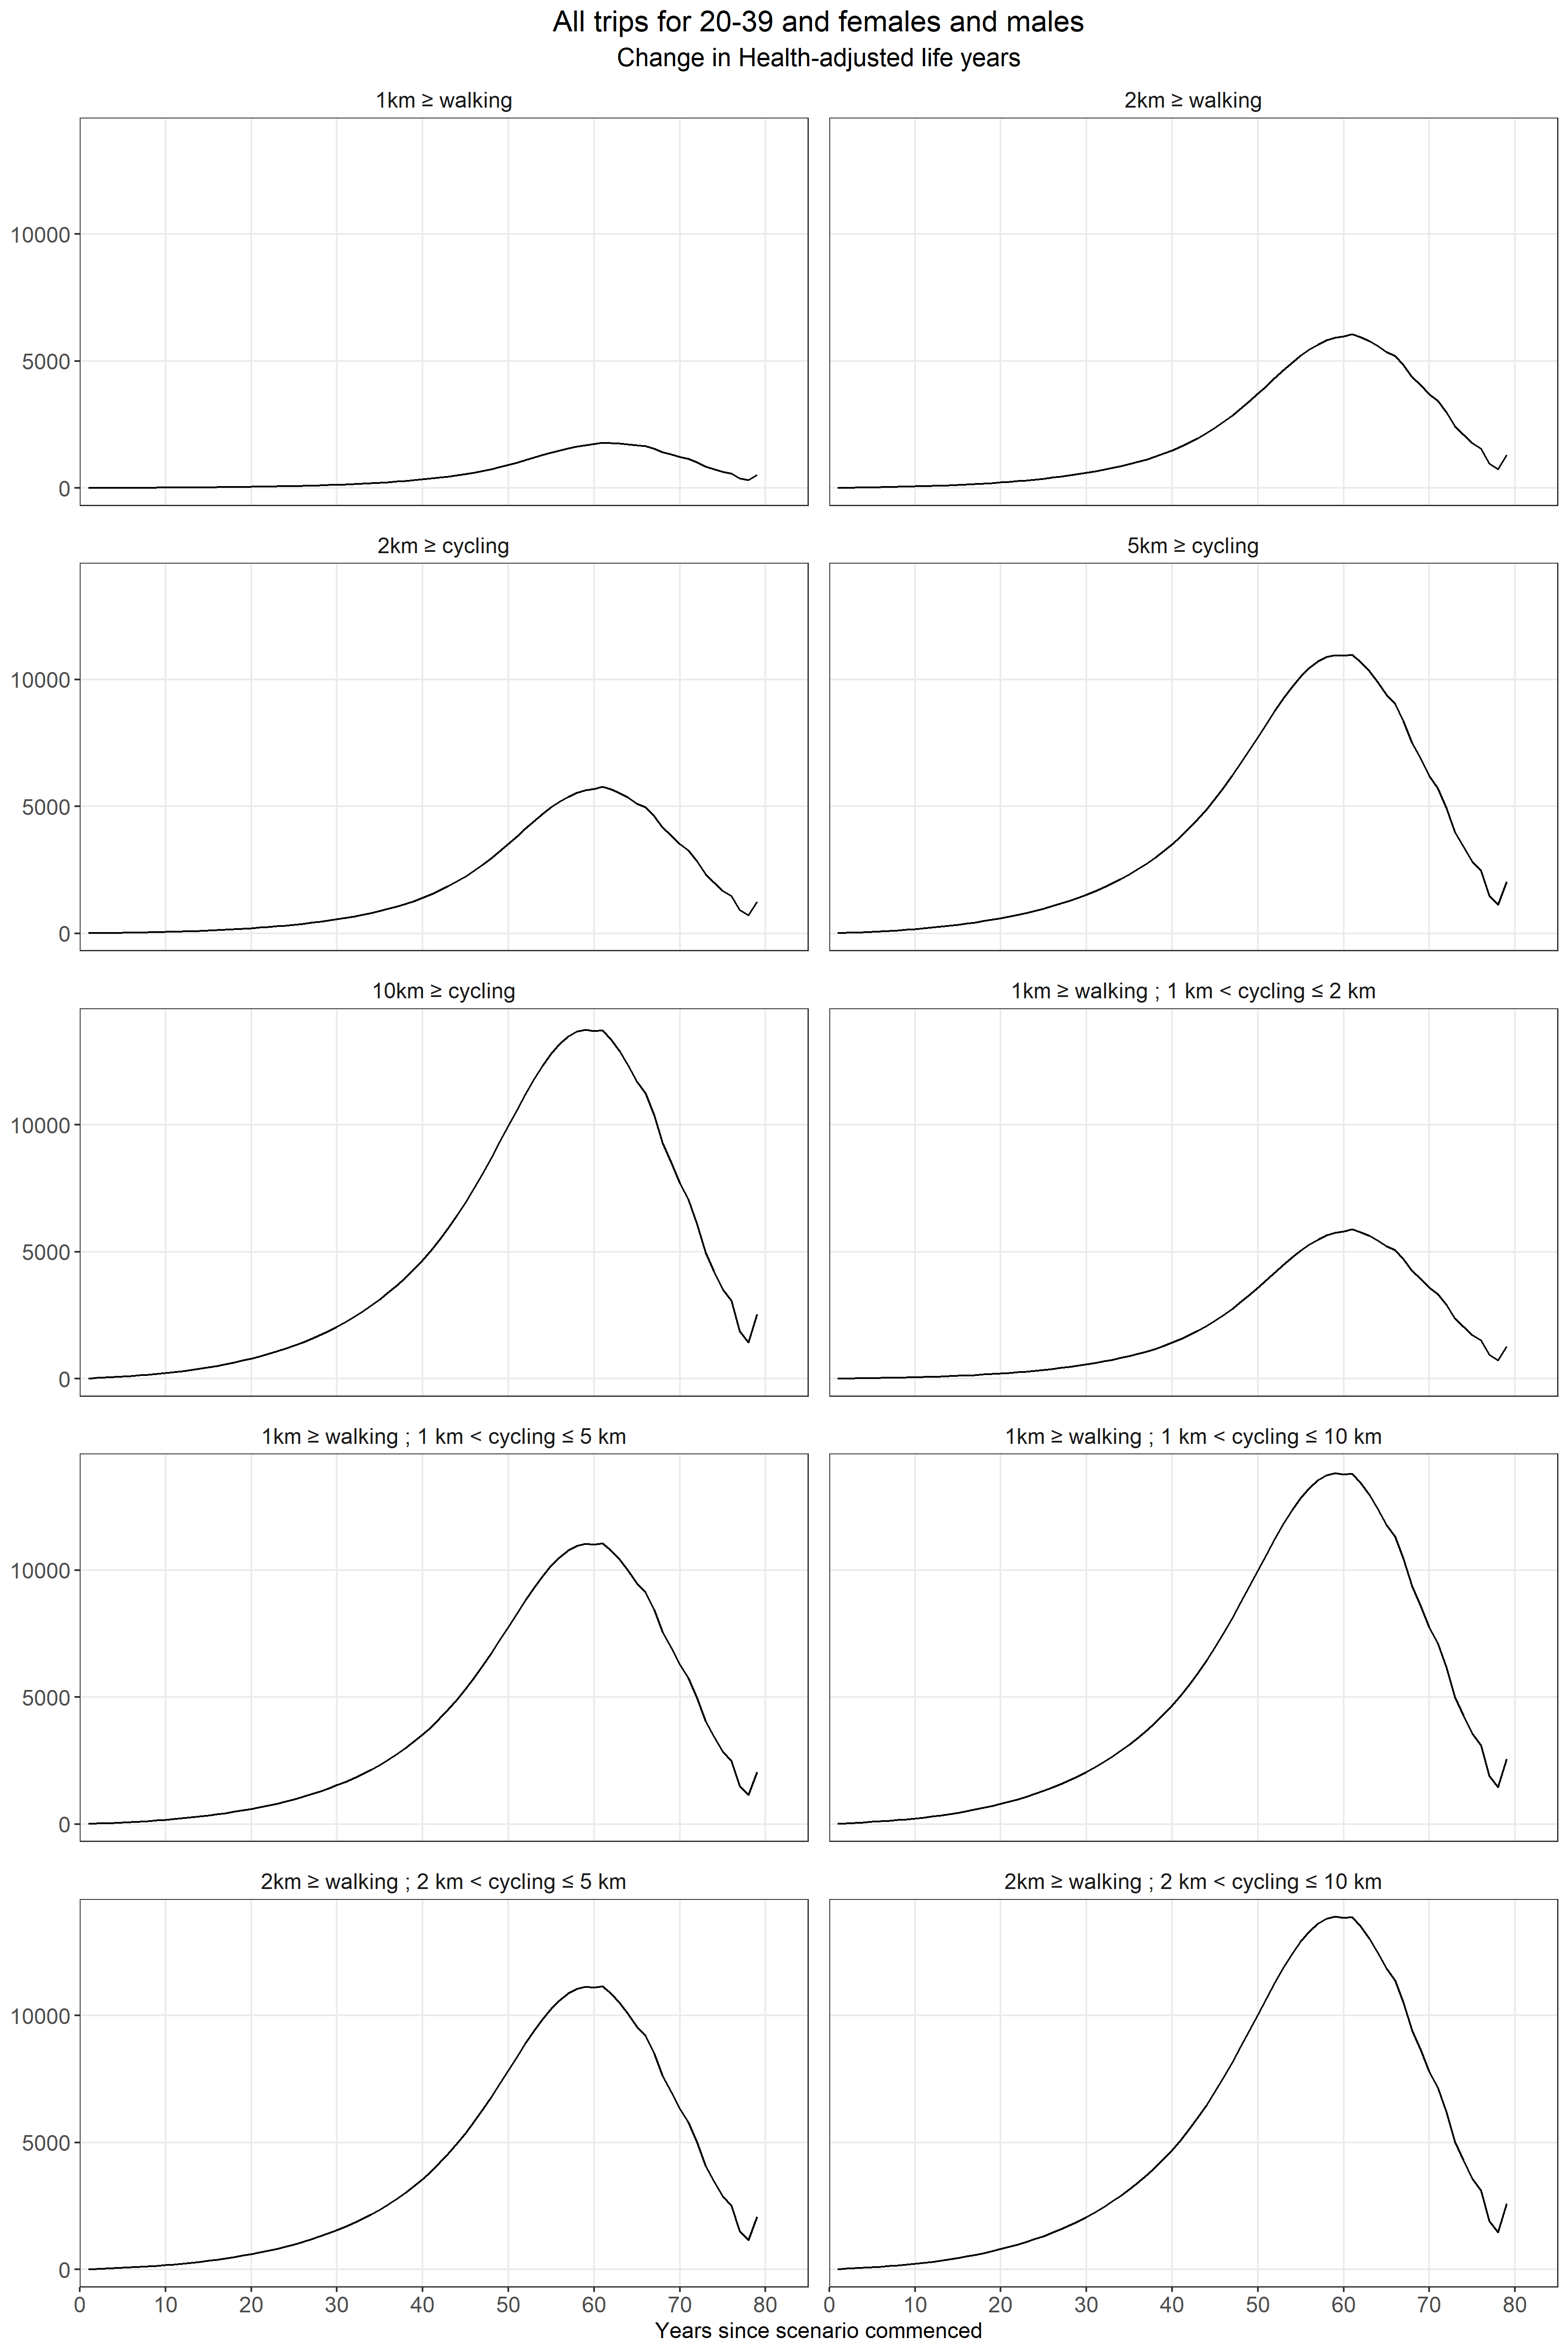 All trips for 20-39 and females and males
Change in Health-adjusted life years
1km ≥ walking
2km ≥ walking
10000
5000
0
2km ≥ cycling
5km ≥ cycling
10000
5000
0
10km ≥ cycling
1km ≥ walking ; 1 km < cycling ≤ 2 km
10000
5000
0
1km ≥ walking ; 1 km < cycling ≤ 5 km
1km ≥ walking ; 1 km < cycling ≤ 10 km
10000
5000
0
2km ≥ walking ; 2 km < cycling ≤ 5 km
2km ≥ walking ; 2 km < cycling ≤ 10 km
10000
5000
0
0 10 20 30 40 50 60 70 80
0 10 20 30 40 50 60 70 80
Years since scenario commenced